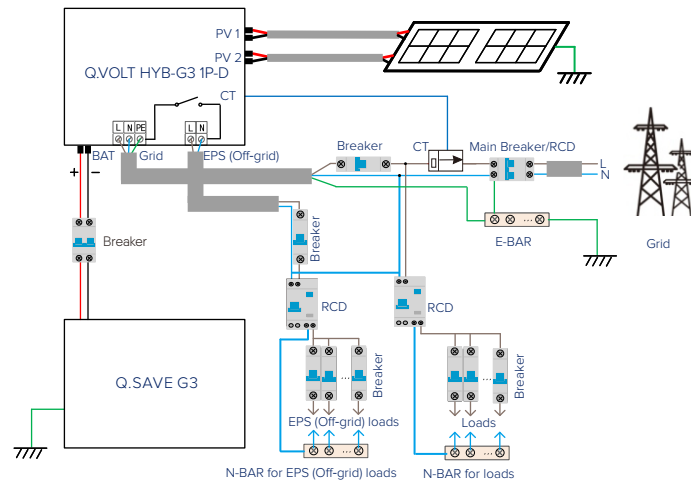 PV 1
PV 2
Q.VOLT HYB-G3 1P-D
CT
L N PE
L N
BAT
Grid
EPS (Off-grid)
+
−
Breaker
Breaker
CT
Main Breaker/RCD
L
N
E-BAR
Grid
Breaker
RCD
RCD
Q.SAVE G3
...
Breaker
...
Breaker
EPS (Off-grid) loads
Loads
...
...
N-BAR for EPS (Off-grid) loads
N-BAR for loads